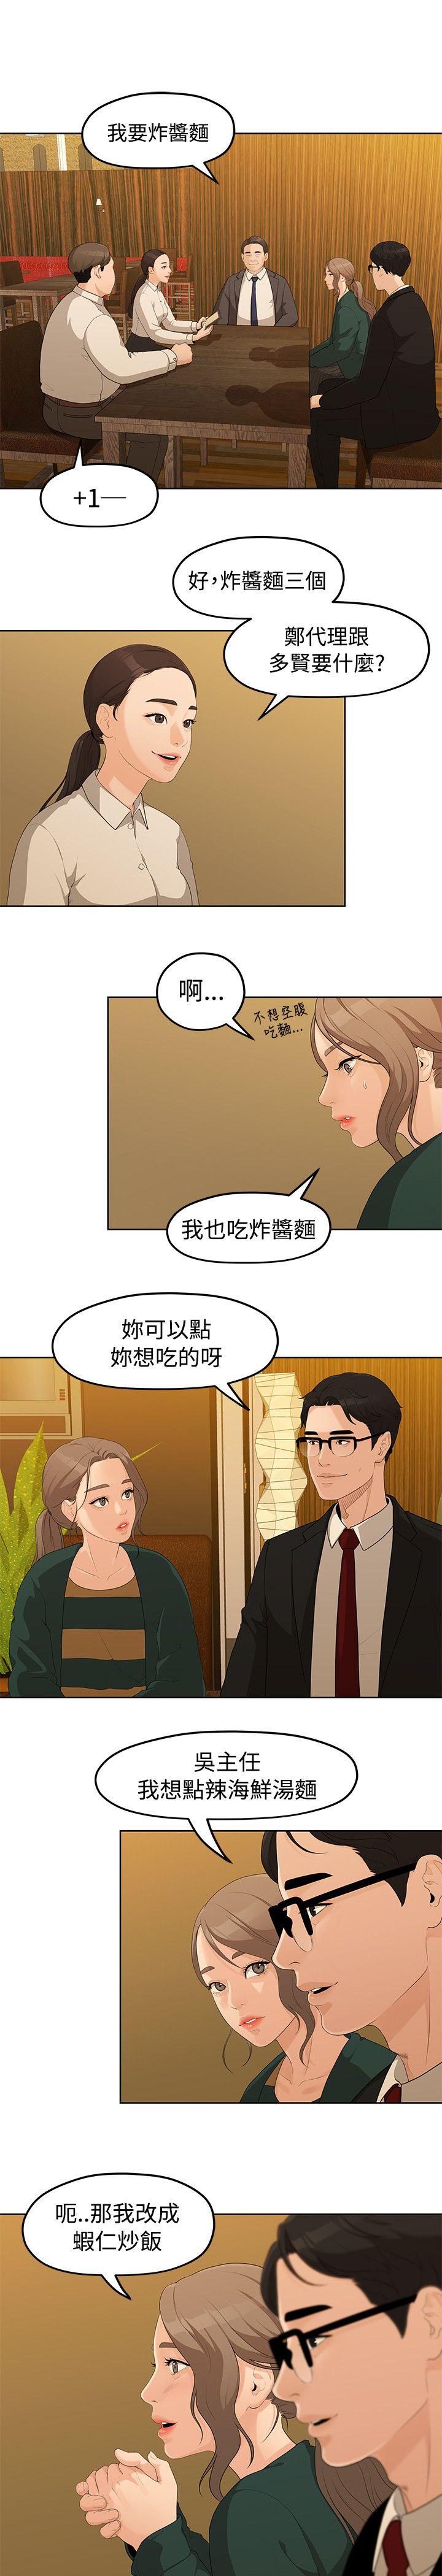 我要炸醬麵
+1—
好，炸醬麵三個
鄭代理跟
多賢要什麼?
啊...
不想空腹
吃麵...
我也吃炸醬麵
妳可以點
妳想吃的呀
吳主任
我想點辣海鮮湯麵
呃..那我改成
蝦仁炒飯